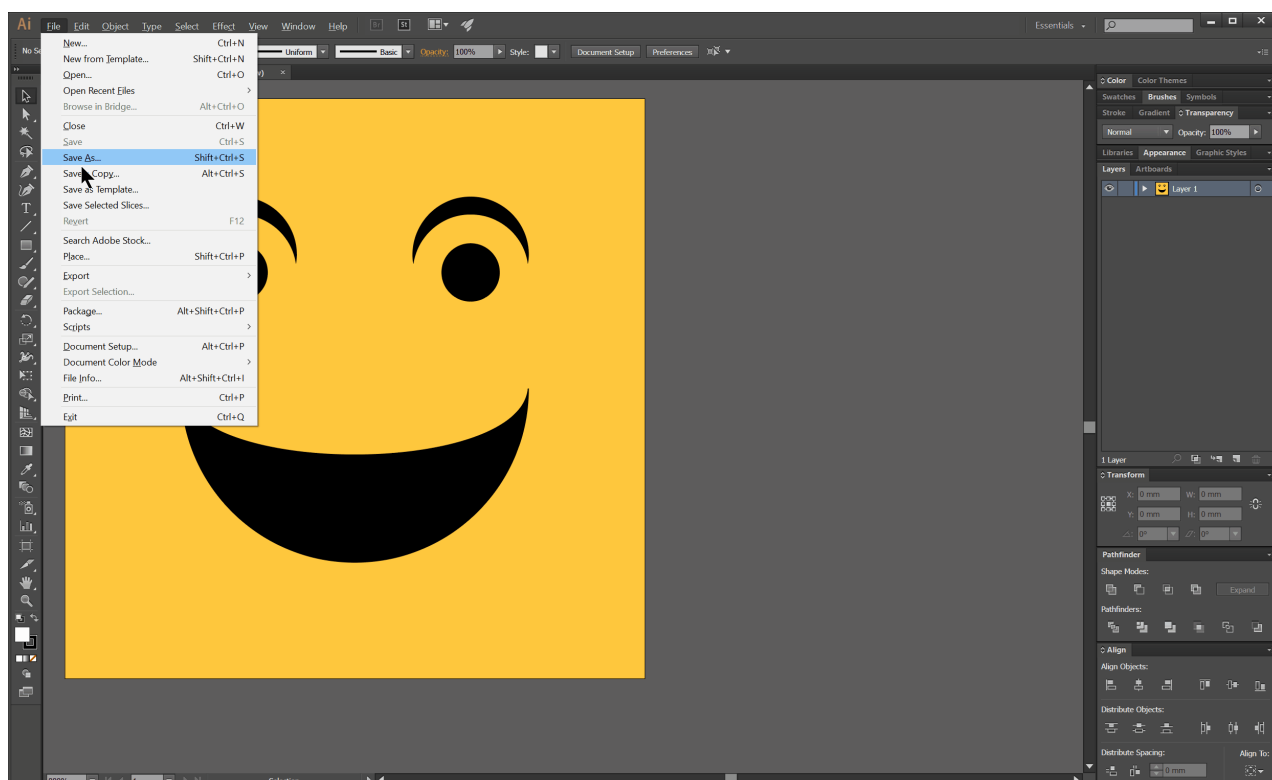 Ai File Edit Object Type Select Effect View Window Help Br St Essentials
No Uniform Basic Opacity: 100% Style: Document Setup Preferences
New... Ctrl+N
New from Template... Shift+Ctrl+N
Open... Ctrl+O
Open Recent Files
Browse in Bridge... Alt+Ctrl+O
Close Ctrl+W
Save Ctrl+S
Save As... Shift+Ctrl+S
Save Copy... Alt+Ctrl+S
Save as Template...
Save Selected Slices...
Revert F12
Search Adobe Stock...
Place... Shift+Ctrl+P
Export
Export Selection...
Package... Alt+Shift+Ctrl+P
Scripts
Document Setup... Alt+Ctrl+P
Document Color Mode
File Info... Alt+Shift+Ctrl+I
Print... Ctrl+P
Exit Ctrl+Q
Color Color Themes
Swatches Brushes Symbols
Stroke Gradient Transparency
Normal Opacity: 100%
Libraries Appearance Graphic Styles
Layers Artboards
Layer 1
1 Layer
Transform
X: 0 mm W: 0 mm
Y: 0 mm H: 0 mm
0° 0°
Pathfinder
Shape Modes:
Expand
Pathfinders:
Align
Align Objects:
Distribute Objects:
Distribute Spacing: Align To:
0 mm